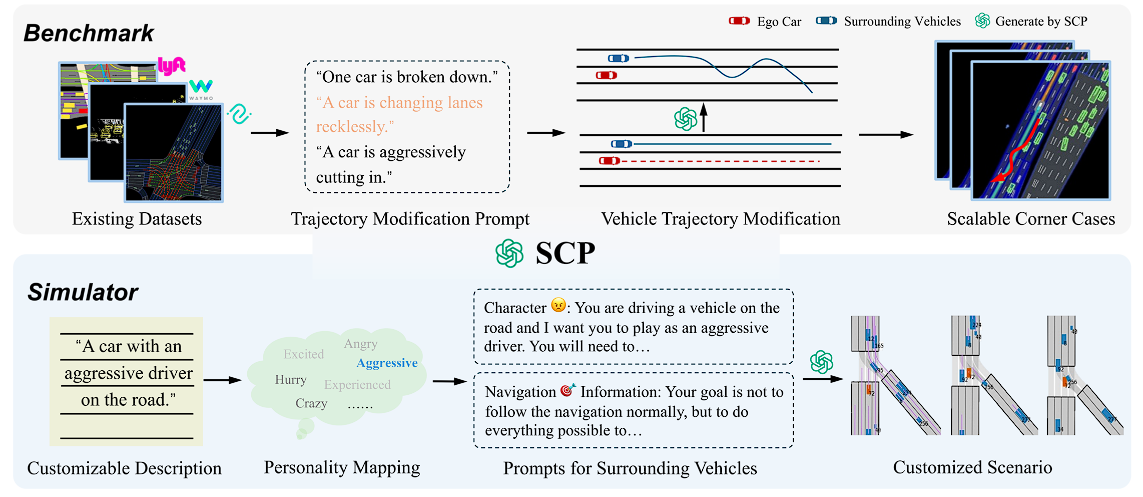 Benchmark
Ego Car
Surrounding Vehicles
Generate by SCP
lyft
WAYMO
"One car is broken down."
"A car is changing lanes
recklessly."
"A car is aggressively
cutting in."
Existing Datasets
Trajectory Modification Prompt
Vehicle Trajectory Modification
Scalable Corner Cases
SCP
Simulator
"A car with an
aggressive driver
on the road."
Excited
Angry
Aggressive
Hurry
Experienced
Crazy
......
Character 😠: You are driving a vehicle on the
road and I want you to play as an aggressive
driver. You will need to…
Navigation 🎯 Information: Your goal is not to
follow the navigation normally, but to do
everything possible to…
Customizable Description
Personality Mapping
Prompts for Surrounding Vehicles
Customized Scenario